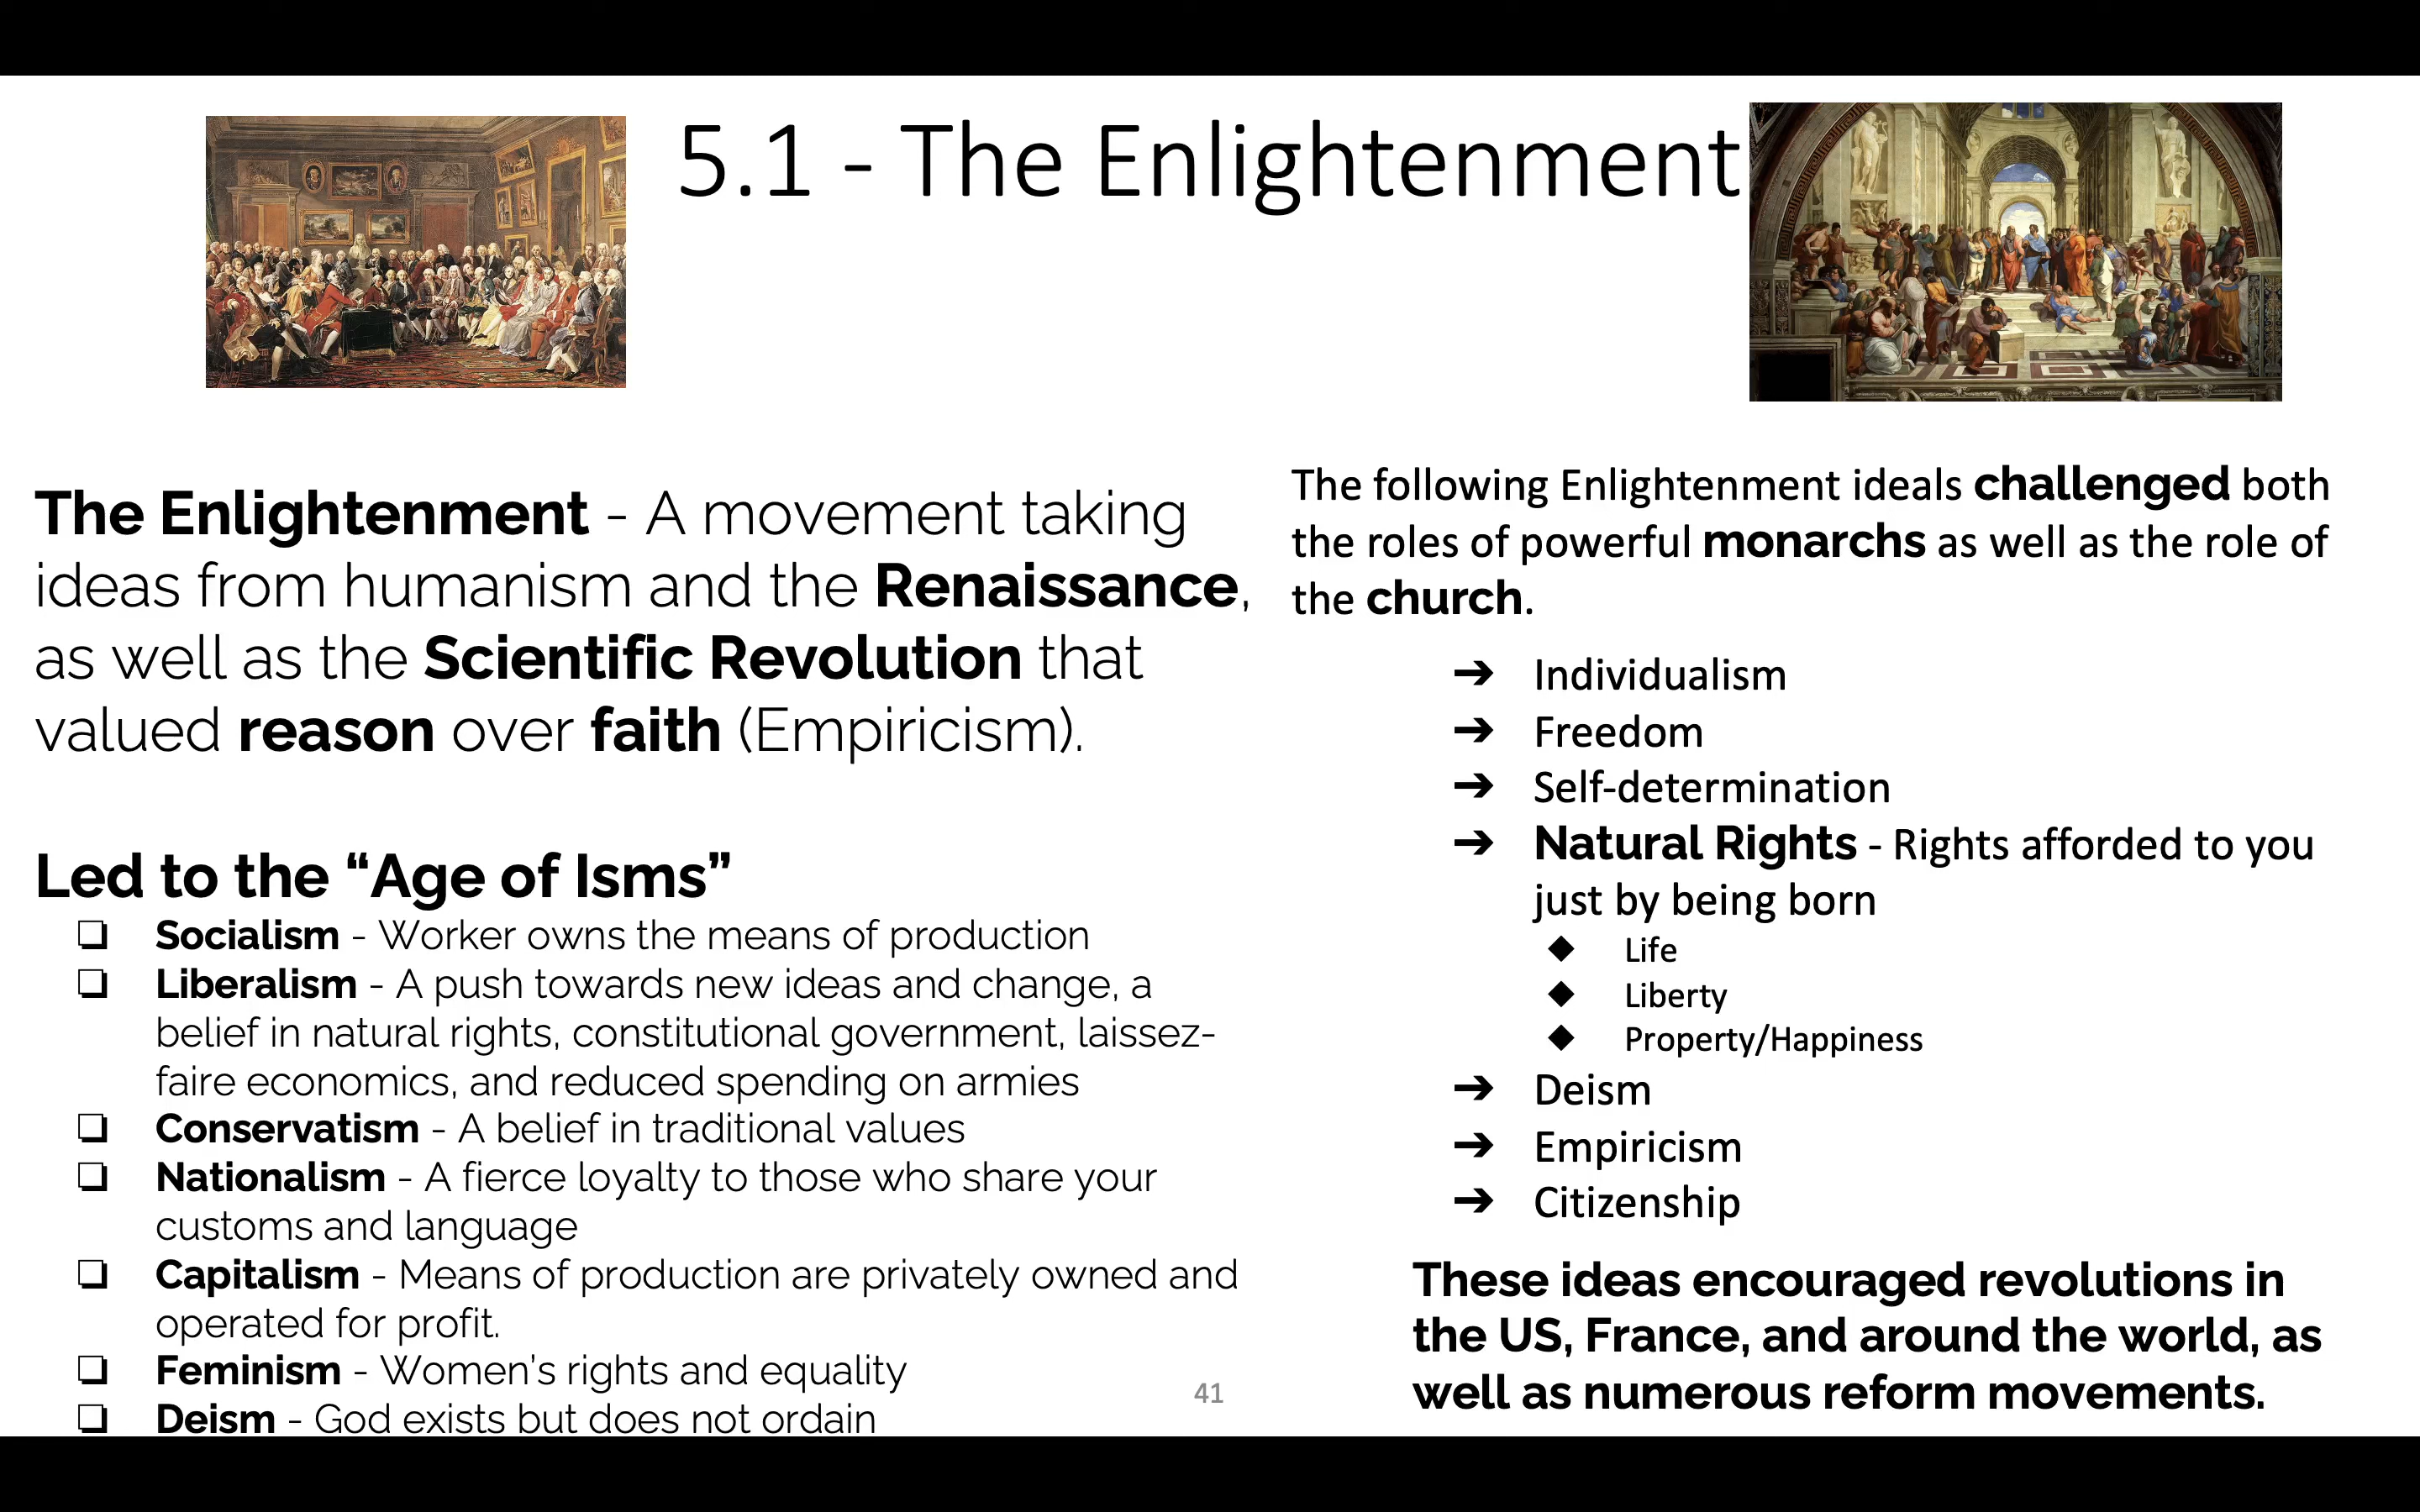 5.1 - The Enlightenment
The Enlightenment - A movement taking
ideas from humanism and the Renaissance,
as well as the Scientific Revolution that
valued reason over faith (Empiricism).
Led to the “Age of Isms”
❏ Socialism - Worker owns the means of production
❏ Liberalism - A push towards new ideas and change, a
belief in natural rights, constitutional government, laissez-
faire economics, and reduced spending on armies
❏ Conservatism - A belief in traditional values
❏ Nationalism - A fierce loyalty to those who share your
customs and language
❏ Capitalism - Means of production are privately owned and
operated for profit.
❏ Feminism - Women’s rights and equality
❏ Deism - God exists but does not ordain
The following Enlightenment ideals challenged both
the roles of powerful monarchs as well as the role of
the church.
➔ Individualism
➔ Freedom
➔ Self-determination
➔ Natural Rights - Rights afforded to you
just by being born
◆ Life
◆ Liberty
◆ Property/Happiness
➔ Deism
➔ Empiricism
➔ Citizenship
These ideas encouraged revolutions in
the US, France, and around the world, as
well as numerous reform movements.
41